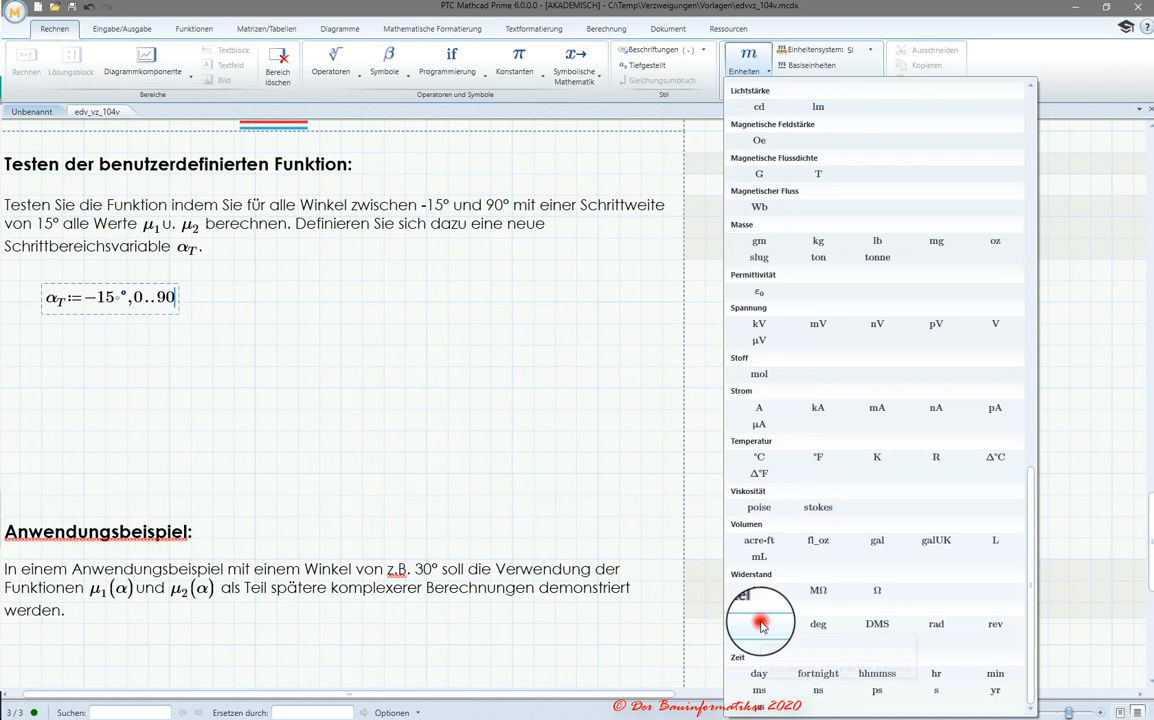 PTC Mathcad Prime 6.0.0.0 - [AKADEMISCH] - C:\Temp\Verzweigungen\Vorlagen\edvvz_104v.mcdx
Rechnen Eingabe/Ausgabe Funktionen Matrizen/Tabellen Diagramme Mathematische Formatierung Textformatierung Berechnung Dokument Ressourcen
Rechnen Lösungsblock Diagrammkomponente Textblock Textfeld Bild Bereich löschen
Operatoren Symbole Programmierung Konstanten Symbolische Mathematik
Beschriftungen ( - )
Tiefgestellt
Gleichungsumbruch
Einheiten Einheitensystem: SI
Basiseinheiten
Ausschneiden
Kopieren
Bereiche Operatoren und Symbole Stil
Unbenannt edv_vz_104v
Testen der benutzerdefinierten Funktion:
Testen Sie die Funktion indem Sie für alle Winkel zwischen -15° und 90° mit einer Schrittweite
von 15° alle Werte μ₁ u. μ₂ berechnen. Definieren Sie sich dazu eine neue
Schrittbereichsvariable α_T.
α_T:=−15·°,0..90
Anwendungsbeispiel:
In einem Anwendungsbeispiel mit einem Winkel von z.B. 30° soll die Verwendung der
Funktionen μ₁(α) und μ₂(α) als Teil spätere komplexerer Berechnungen demonstriert
werden.
Lichtstärke
cd lm
Magnetische Feldstärke
Oe
Magnetische Flussdichte
G T
Magnetischer Fluss
Wb
Masse
gm kg lb mg oz
slug ton tonne
Permittivität
ε₀
Spannung
kV mV nV pV V
μV
Stoff
mol
Strom
A kA mA nA pA
μA
Temperatur
°C °F K R Δ°C
Δ°F
Viskosität
poise stokes
Volumen
acre-ft fl_oz gal galUK L
mL
Widerstand
MΩ Ω
deg DMS rad rev
Zeit
day fortnight hhmmss hr min
ms ns ps s yr
3 / 3 Suchen: Ersetzen durch: Optionen
© Der Bauinformatiker 2020